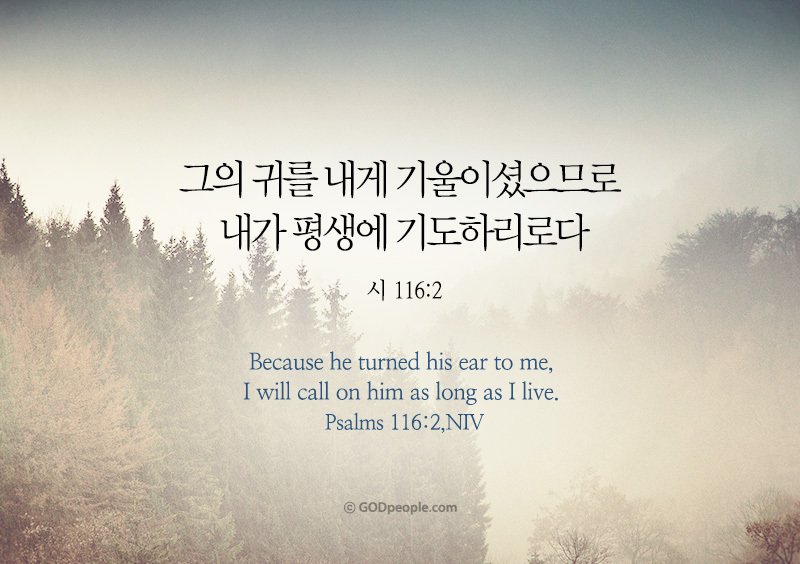 그의 귀를 내게 기울이셨으므로
내가 평생에 기도하리로다
시 116:2
Because he turned his ear to me,
I will call on him as long as I live.
Psalms 116:2,NIV
© GODpeople.com